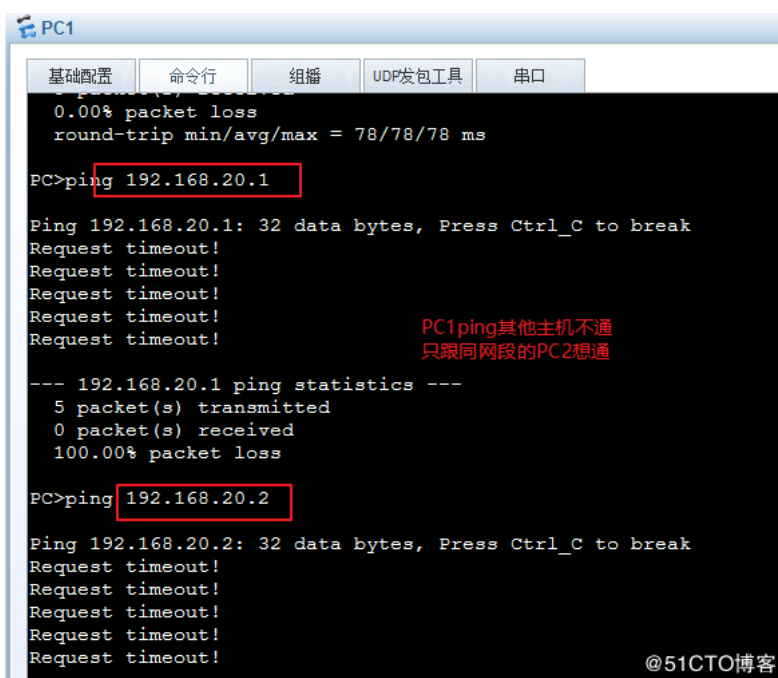 PC1
基础配置 命令行 组播 UDP发包工具 串口
0.00% packet loss
round-trip min/avg/max = 78/78/78 ms
PC>ping 192.168.20.1
Ping 192.168.20.1: 32 data bytes, Press Ctrl_C to break
Request timeout!
Request timeout!
Request timeout!
Request timeout!
Request timeout!
PC1ping其他主机不通
只跟同网段的PC2想通
--- 192.168.20.1 ping statistics ---
5 packet(s) transmitted
0 packet(s) received
100.00% packet loss
PC>ping 192.168.20.2
Ping 192.168.20.2: 32 data bytes, Press Ctrl_C to break
Request timeout!
Request timeout!
Request timeout!
Request timeout!
Request timeout!
@51CTO博客